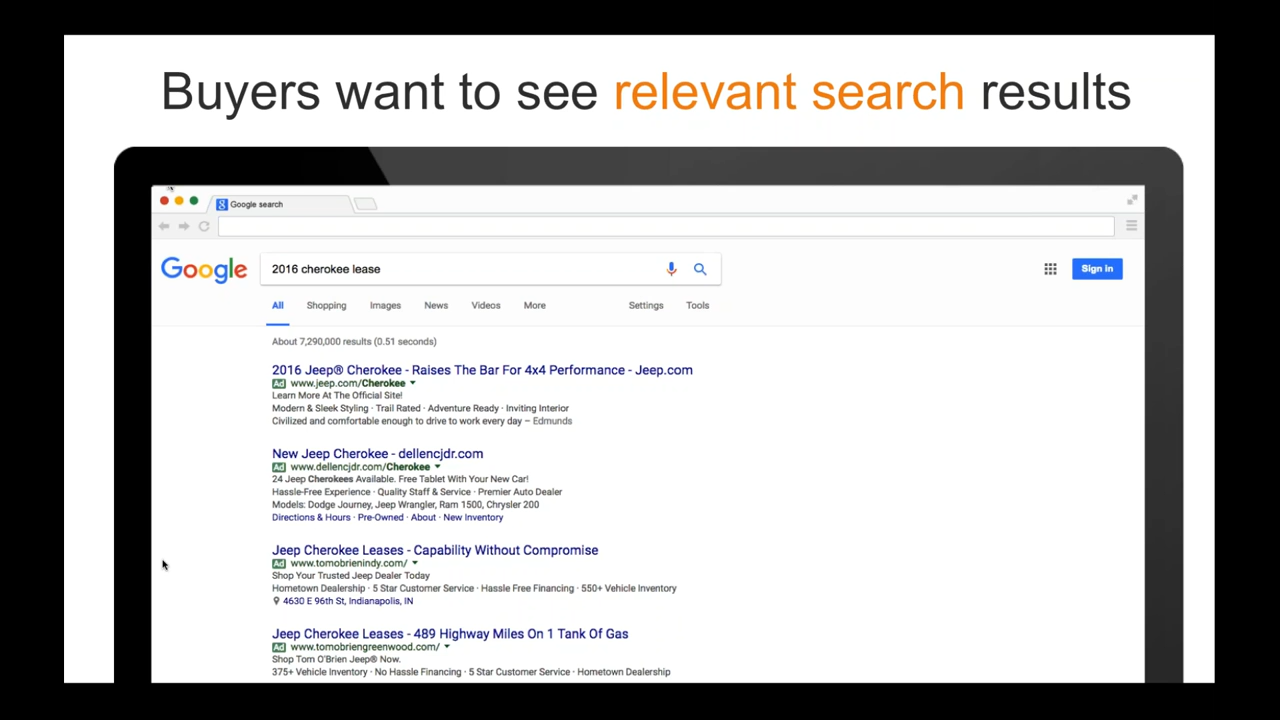 Buyers want to see relevant search results
Google search
Google
2016 cherokee lease
Sign in
All Shopping Images News Videos More Settings Tools
About 7,290,000 results (0.51 seconds)
2016 Jeep® Cherokee - Raises The Bar For 4x4 Performance - Jeep.com
Ad www.jeep.com/Cherokee
Learn More At The Official Site!
Modern & Sleek Styling · Trail Rated · Adventure Ready · Inviting Interior
Civilized and comfortable enough to drive to work every day – Edmunds
New Jeep Cherokee - dellencjdr.com
Ad www.dellencjdr.com/Cherokee
24 Jeep Cherokees Available. Free Tablet With Your New Car!
Hassle-Free Experience · Quality Staff & Service · Premier Auto Dealer
Models: Dodge Journey, Jeep Wrangler, Ram 1500, Chrysler 200
Directions & Hours · Pre-Owned · About · New Inventory
Jeep Cherokee Leases - Capability Without Compromise
Ad www.tomobrienindy.com/
Shop Your Trusted Jeep Dealer Today
Hometown Dealership · 5 Star Customer Service · Hassle Free Financing · 550+ Vehicle Inventory
4630 E 96th St, Indianapolis, IN
Jeep Cherokee Leases - 489 Highway Miles On 1 Tank Of Gas
Ad www.tomobriengreenwood.com/
Shop Tom O'Brien Jeep® Now.
375+ Vehicle Inventory · No Hassle Financing · 5 Star Customer Service · Hometown Dealership